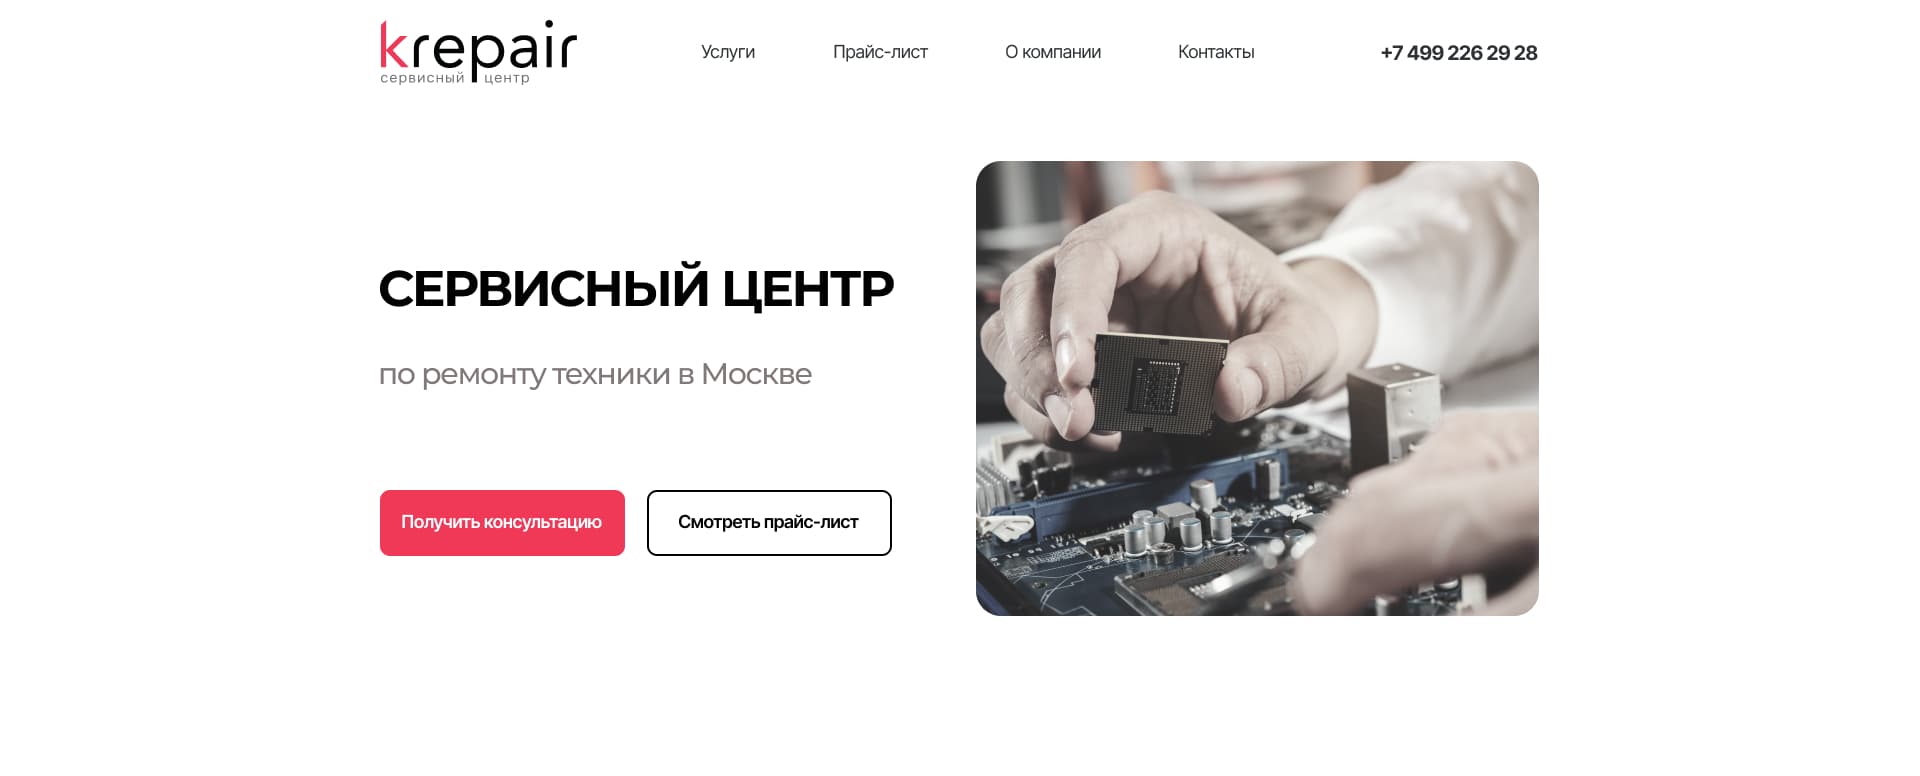 krepair
сервисный центр
Услуги
Прайс-лист
О компании
Контакты
+7 499 226 29 28
СЕРВИСНЫЙ ЦЕНТР
по ремонту техники в Москве
Получить консультацию
Смотреть прайс-лист